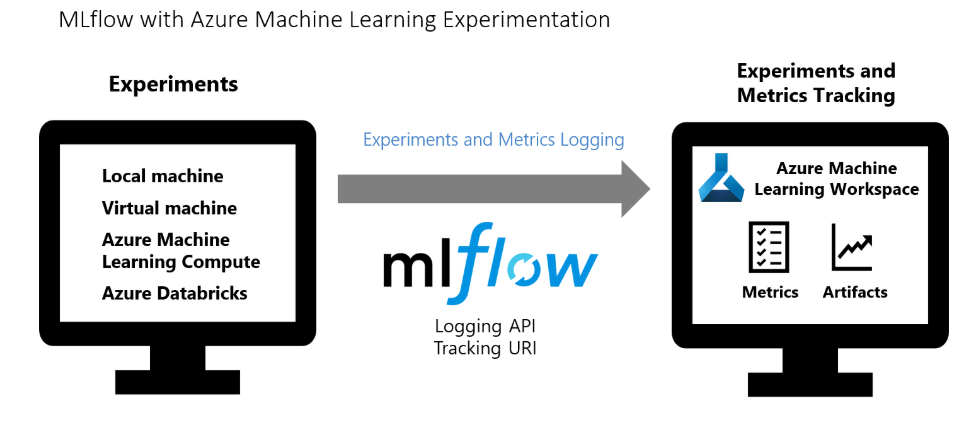 MLflow with Azure Machine Learning Experimentation
Experiments
Local machine
Virtual machine
Azure Machine
Learning Compute
Azure Databricks
Experiments and Metrics Logging
mlflow
Logging API
Tracking URI
Experiments and
Metrics Tracking
Azure Machine
Learning Workspace
Metrics
Artifacts